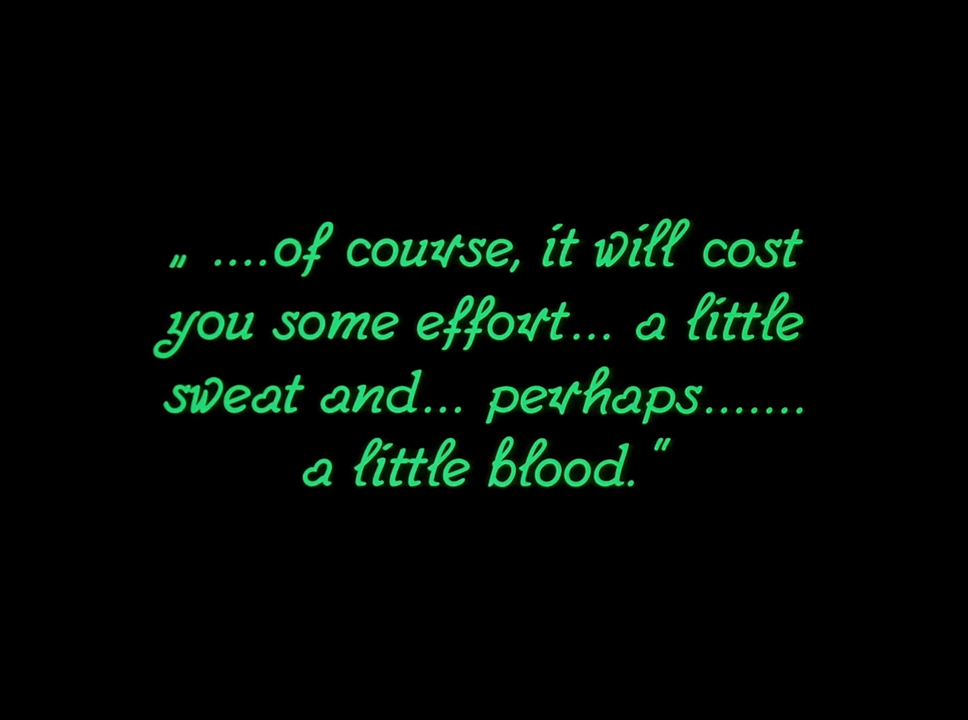 „ ....of course, it will cost
you some effort... a little
sweat and... perhaps.......
a little blood."